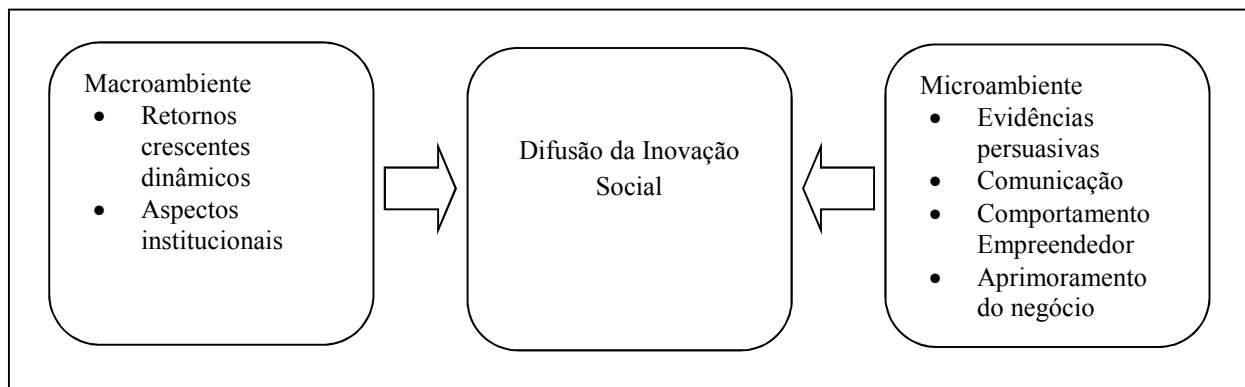 Macroambiente
• Retornos
crescentes
dinâmicos
• Aspectos
institucionais
Difusão da Inovação
Social
Microambiente
• Evidências
persuasivas
• Comunicação
• Comportamento
Empreendedor
• Aprimoramento
do negócio